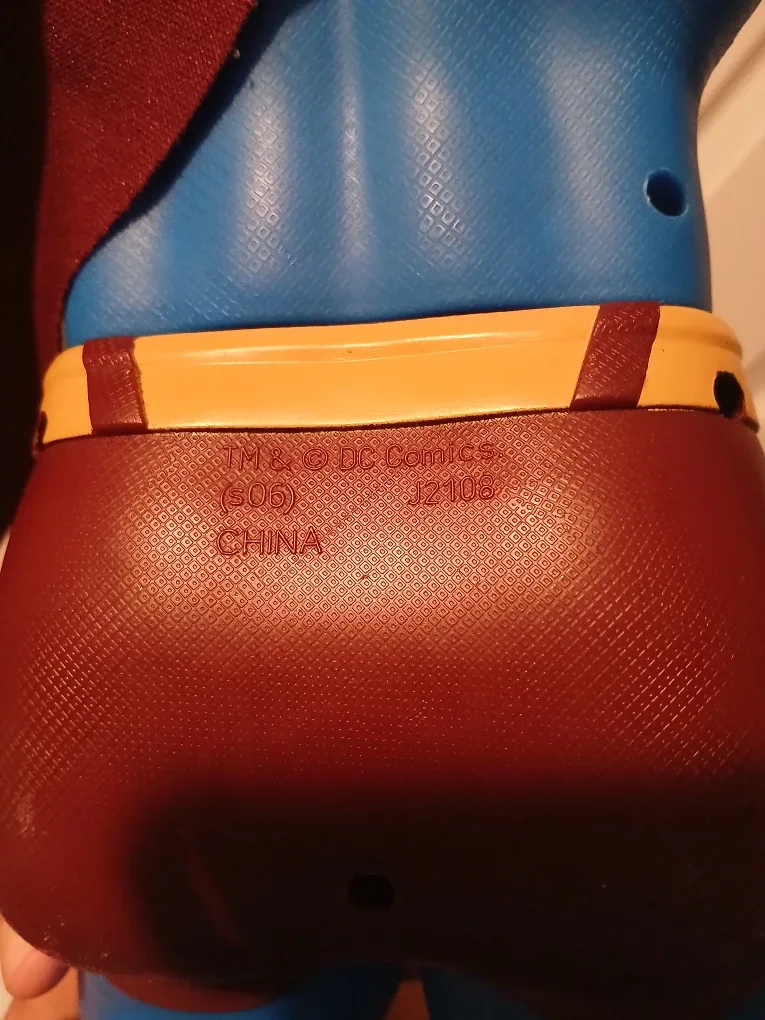 TM & © DC Comics.
(s06) J2108
CHINA